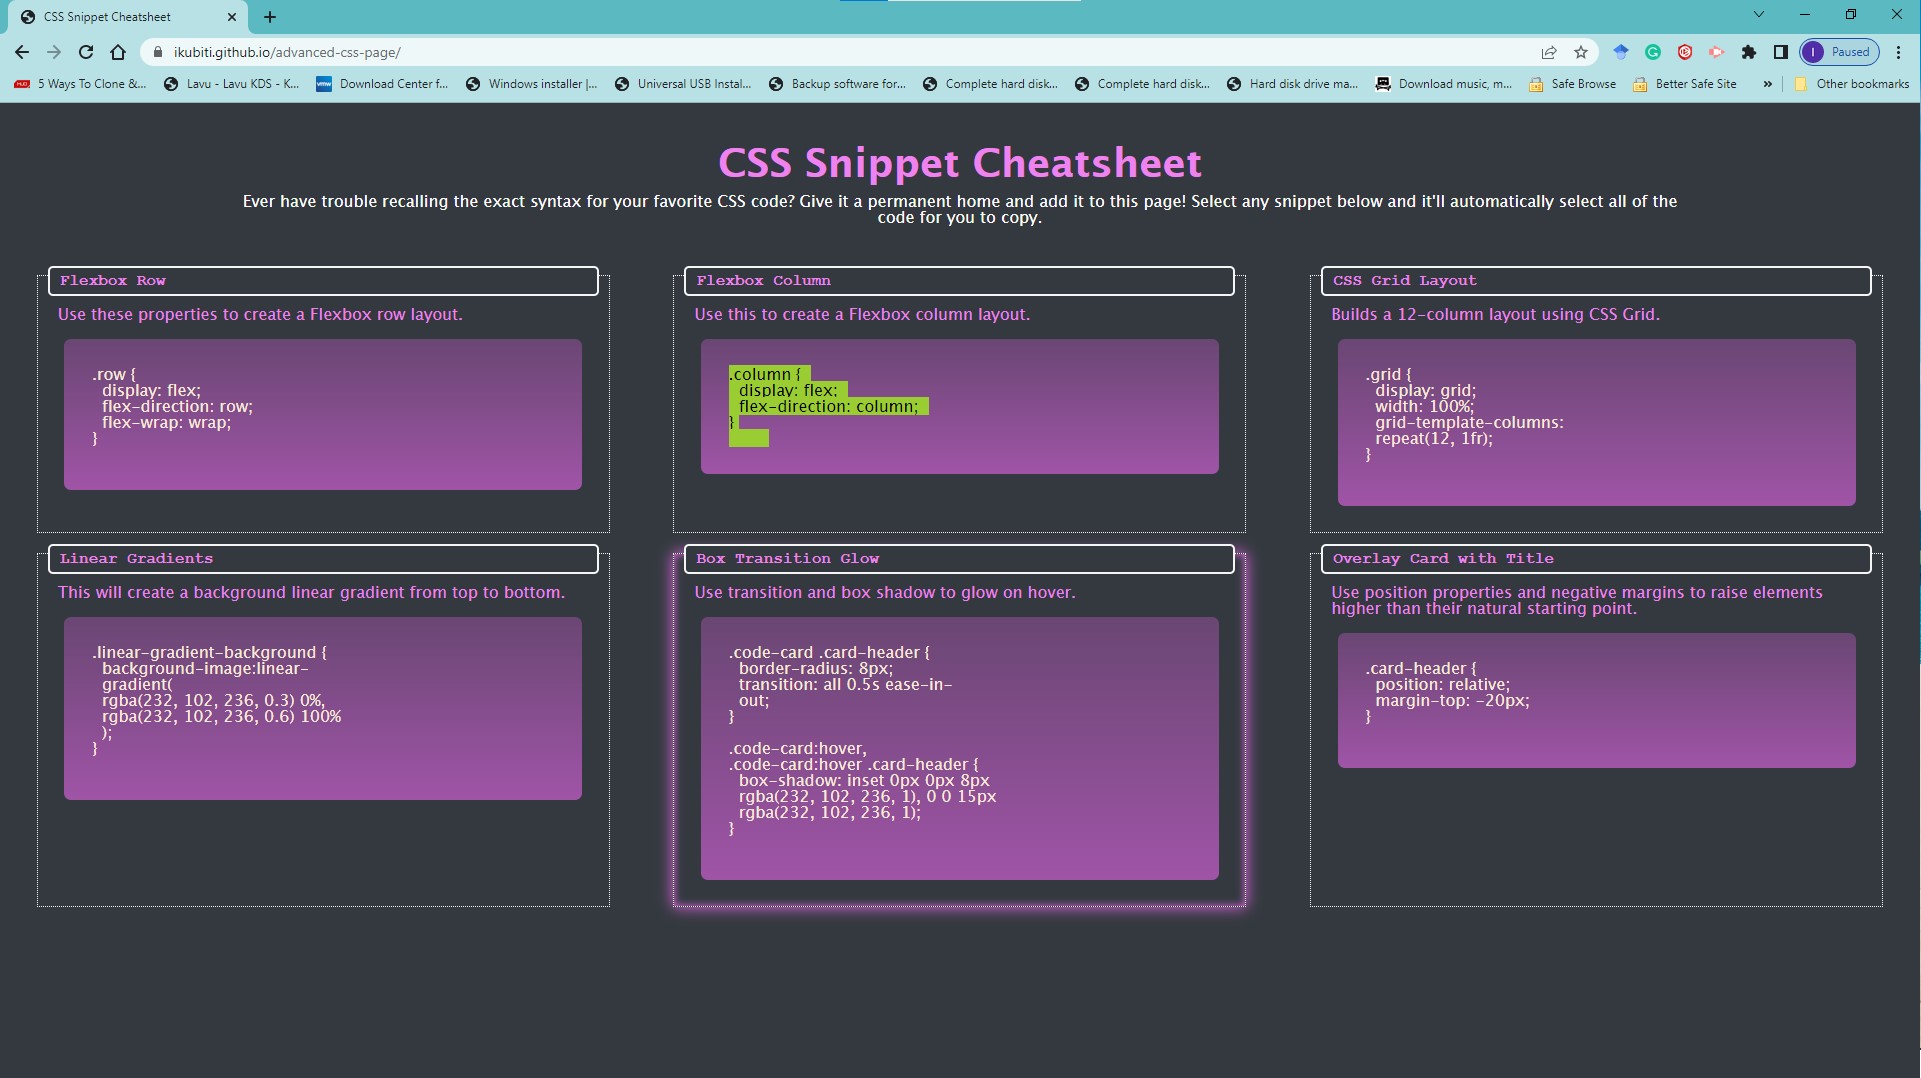 CSS Snippet Cheatsheet
ikubiti.github.io/advanced-css-page/
I Paused
5 Ways To Clone &...
Lavu - Lavu KDS - K...
vmw Download Center f...
Windows installer |...
Universal USB Instal...
Backup software for...
Complete hard disk...
Complete hard disk...
Hard disk drive ma...
Download music, m...
Safe Browse
Better Safe Site
»
Other bookmarks
CSS Snippet Cheatsheet
Ever have trouble recalling the exact syntax for your favorite CSS code? Give it a permanent home and add it to this page! Select any snippet below and it'll automatically select all of the
code for you to copy.
Flexbox Row
Use these properties to create a Flexbox row layout.
.row {
display: flex;
flex-direction: row;
flex-wrap: wrap;
}
Flexbox Column
Use this to create a Flexbox column layout.
.column {
display: flex;
flex-direction: column;
}
CSS Grid Layout
Builds a 12-column layout using CSS Grid.
.grid {
display: grid;
width: 100%;
grid-template-columns:
repeat(12, 1fr);
}
Linear Gradients
This will create a background linear gradient from top to bottom.
.linear-gradient-background {
background-image:linear-
gradient(
rgba(232, 102, 236, 0.3) 0%,
rgba(232, 102, 236, 0.6) 100%
);
}
Box Transition Glow
Use transition and box shadow to glow on hover.
.code-card .card-header {
border-radius: 8px;
transition: all 0.5s ease-in-
out;
}
.code-card:hover,
.code-card:hover .card-header {
box-shadow: inset 0px 0px 8px
rgba(232, 102, 236, 1), 0 0 15px
rgba(232, 102, 236, 1);
}
Overlay Card with Title
Use position properties and negative margins to raise elements
higher than their natural starting point.
.card-header {
position: relative;
margin-top: -20px;
}